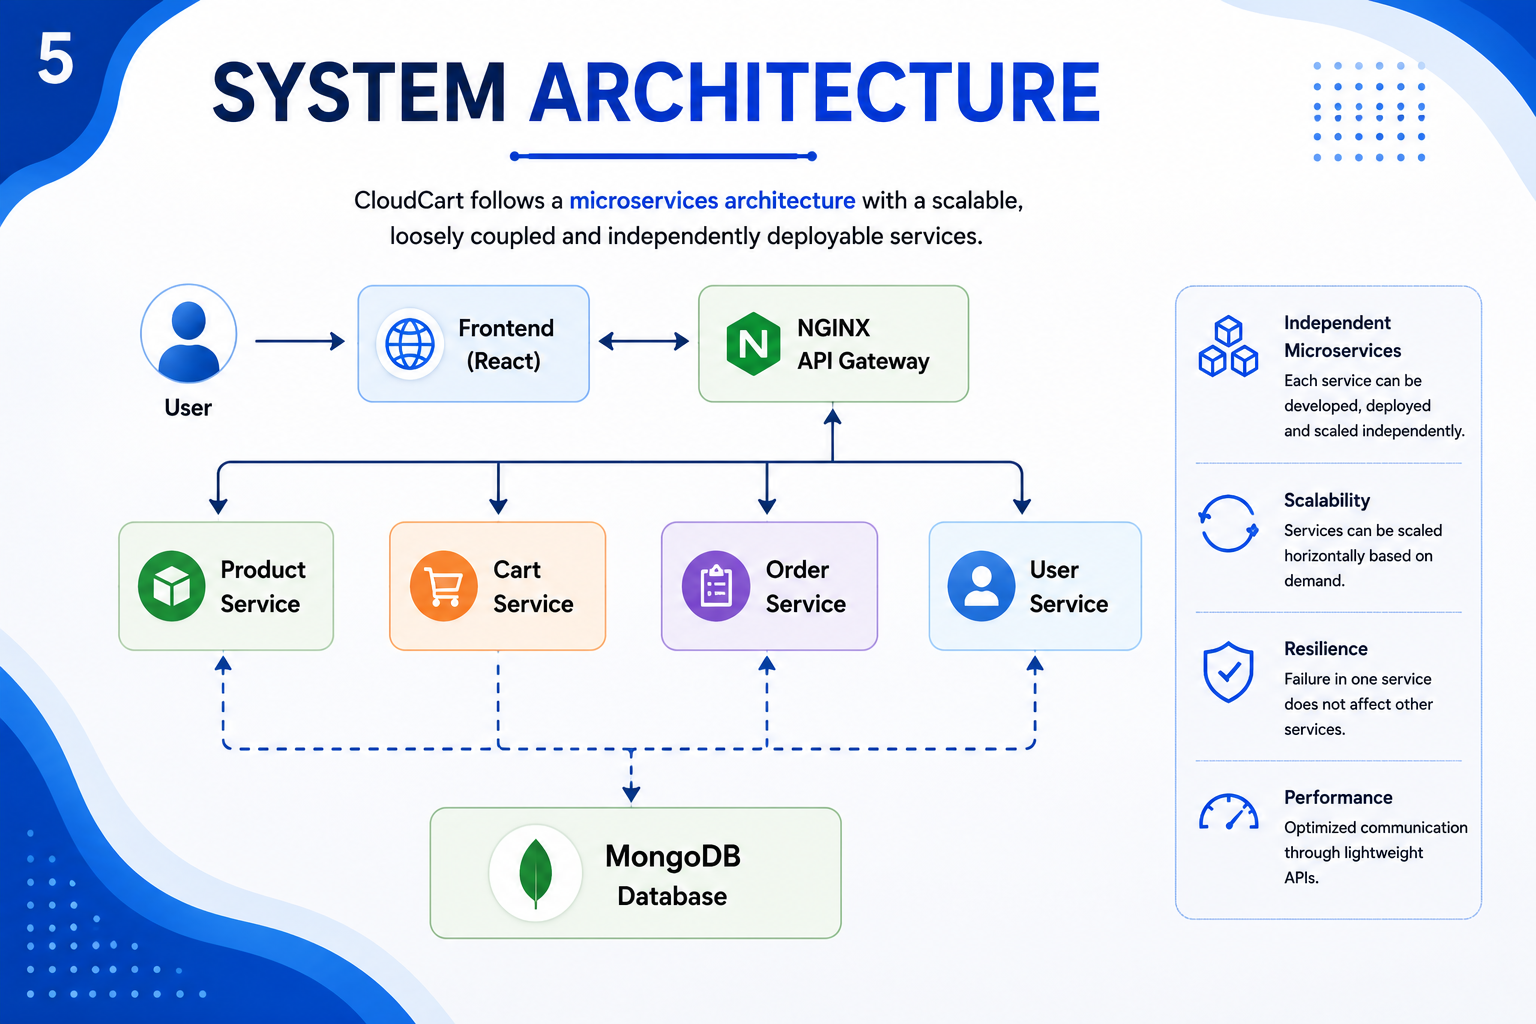 5
SYSTEM ARCHITECTURE
CloudCart follows a microservices architecture with a scalable,
loosely coupled and independently deployable services.
User
Frontend
(React)
N
NGINX
API Gateway
Product
Service
Cart
Service
Order
Service
User
Service
MongoDB
Database
Independent
Microservices
Each service can be
developed, deployed
and scaled independently.
Scalability
Services can be scaled
horizontally based on
demand.
Resilience
Failure in one service
does not affect other
services.
Performance
Optimized communication
through lightweight
APIs.